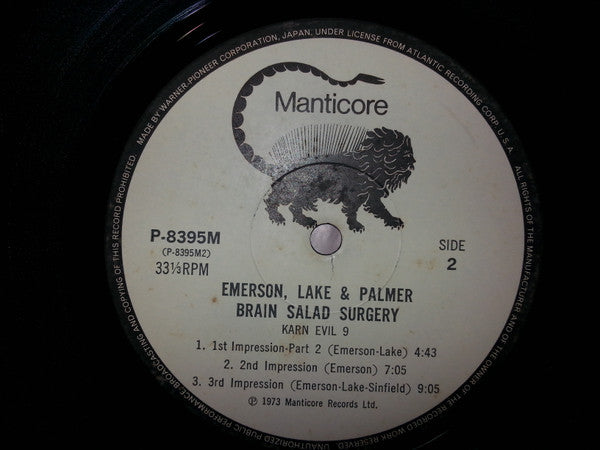 MADE BY WARNER-PIONEER CORPORATION, JAPAN, UNDER LICENSE FROM ATLANTIC RECORDING CORP. U.S.A.
ALL RIGHTS OF THE MANUFACTURER AND OF THE OWNER OF THE RECORDED WORK RESERVED.
UNAUTHORIZED PUBLIC PERFORMANCE BROADCASTING AND COPYING OF THIS RECORD PROHIBITED.
Manticore
P-8395M
(P-8395M2)
33⅓RPM
SIDE
2
EMERSON, LAKE & PALMER
BRAIN SALAD SURGERY
KARN EVIL 9
1. 1st Impression-Part 2 (Emerson-Lake) 4:43
2. 2nd Impression (Emerson) 7:05
3. 3rd Impression (Emerson-Lake-Sinfield) 9:05
℗ 1973 Manticore Records Ltd.